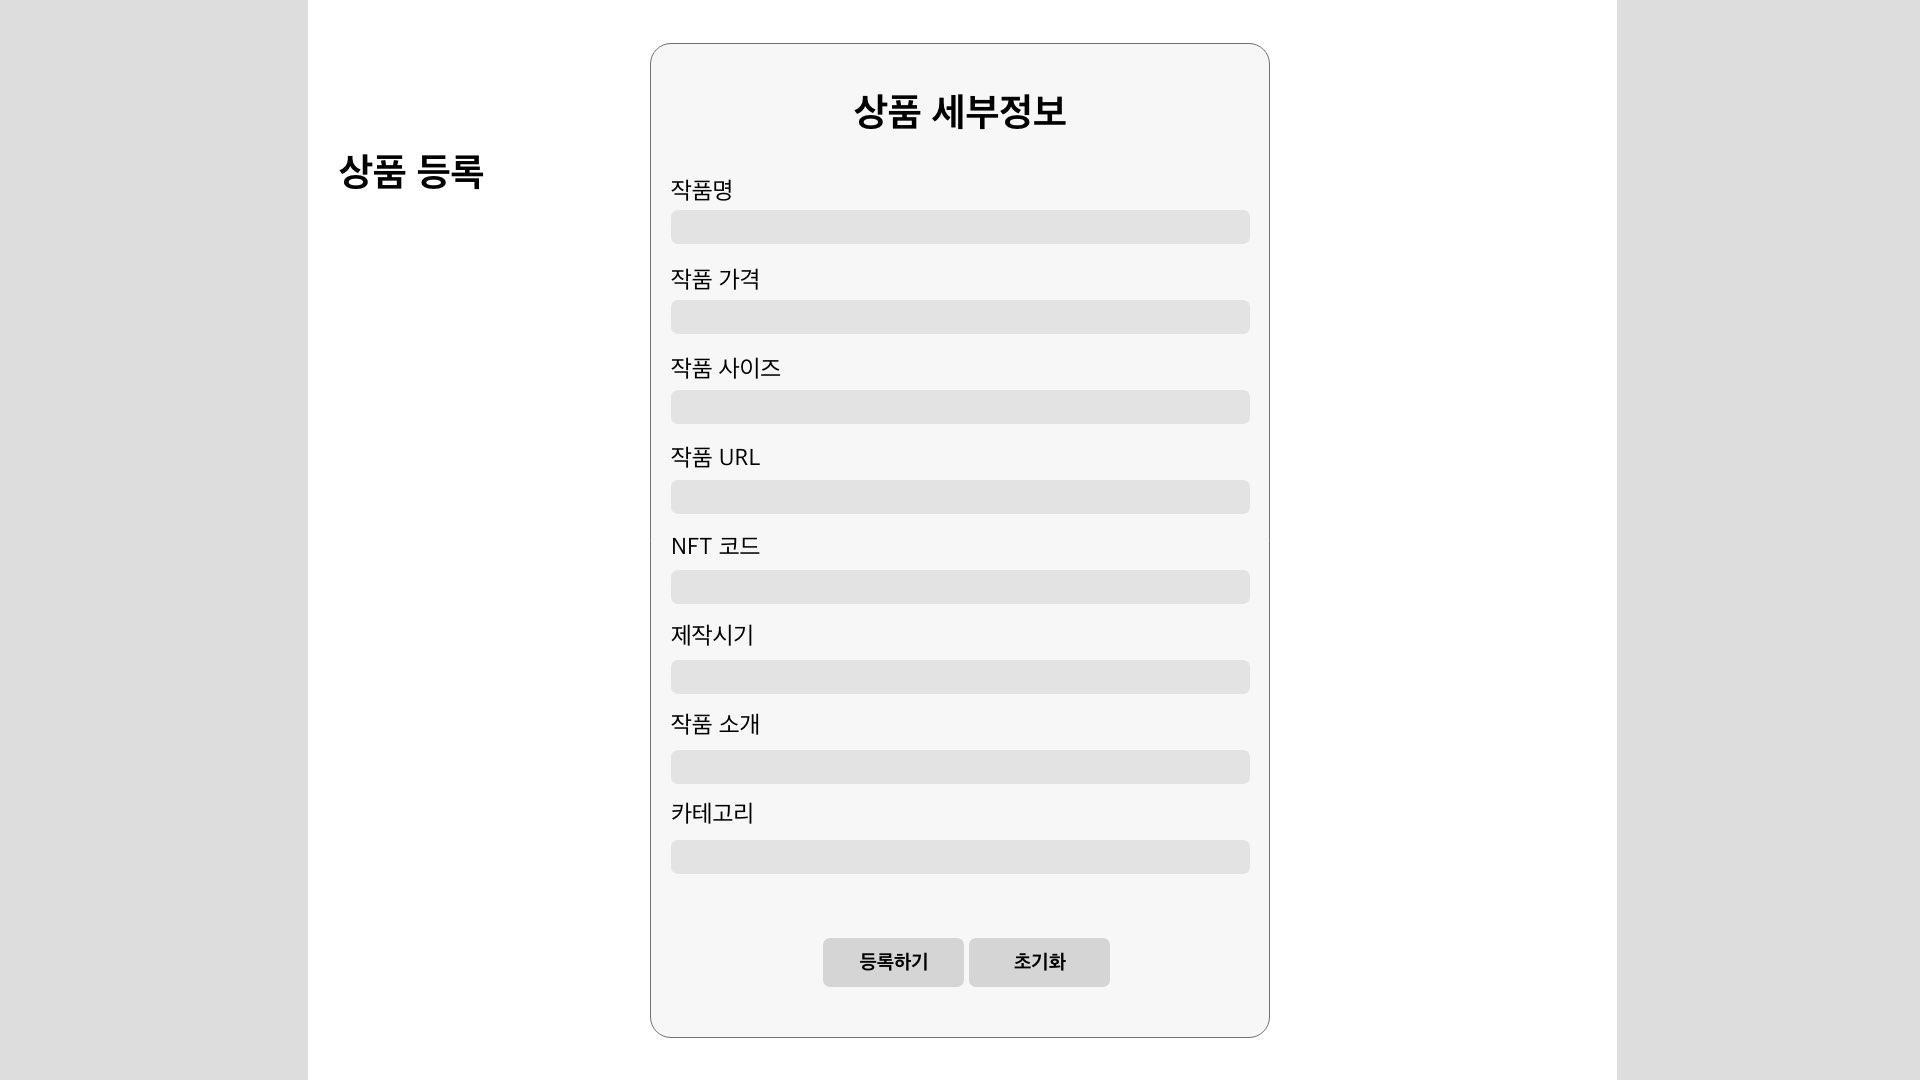 상품 등록
상품 세부정보
작품명
작품 가격
작품 사이즈
작품 URL
NFT 코드
제작시기
작품 소개
카테고리
등록하기
초기화